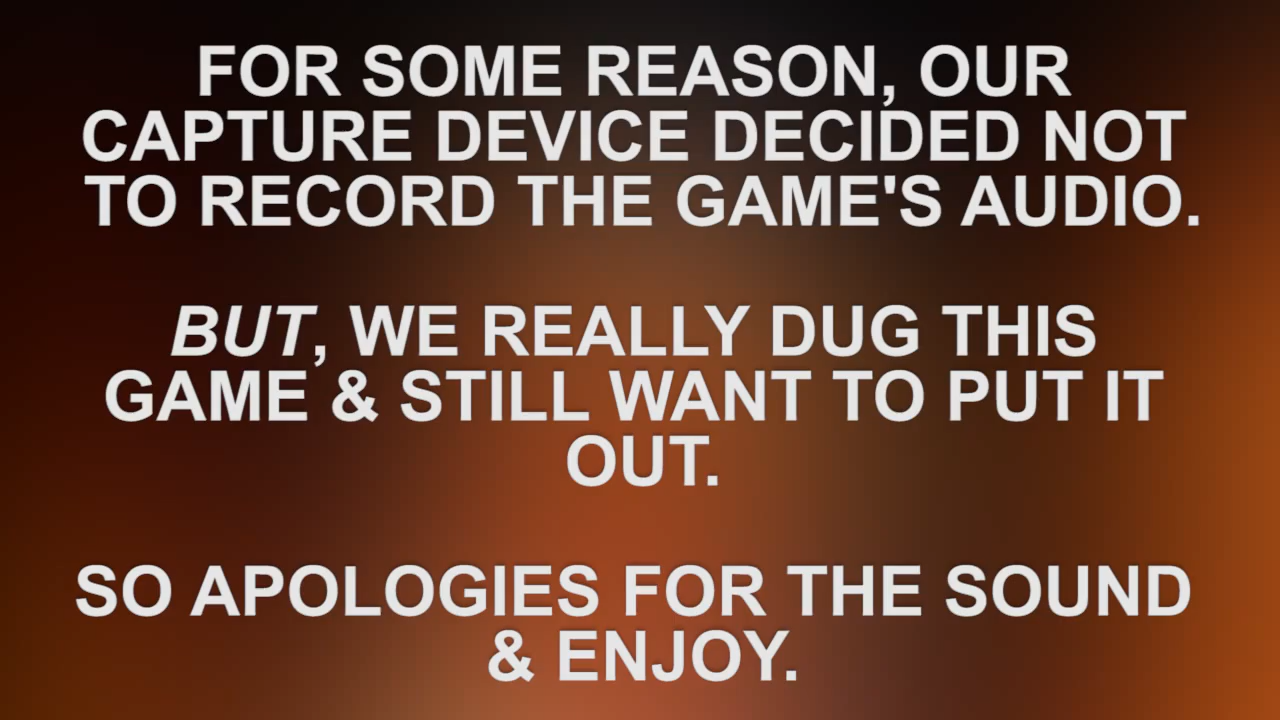 FOR SOME REASON, OUR
CAPTURE DEVICE DECIDED NOT
TO RECORD THE GAME'S AUDIO.
BUT, WE REALLY DUG THIS
GAME & STILL WANT TO PUT IT
OUT.
SO APOLOGIES FOR THE SOUND
& ENJOY.